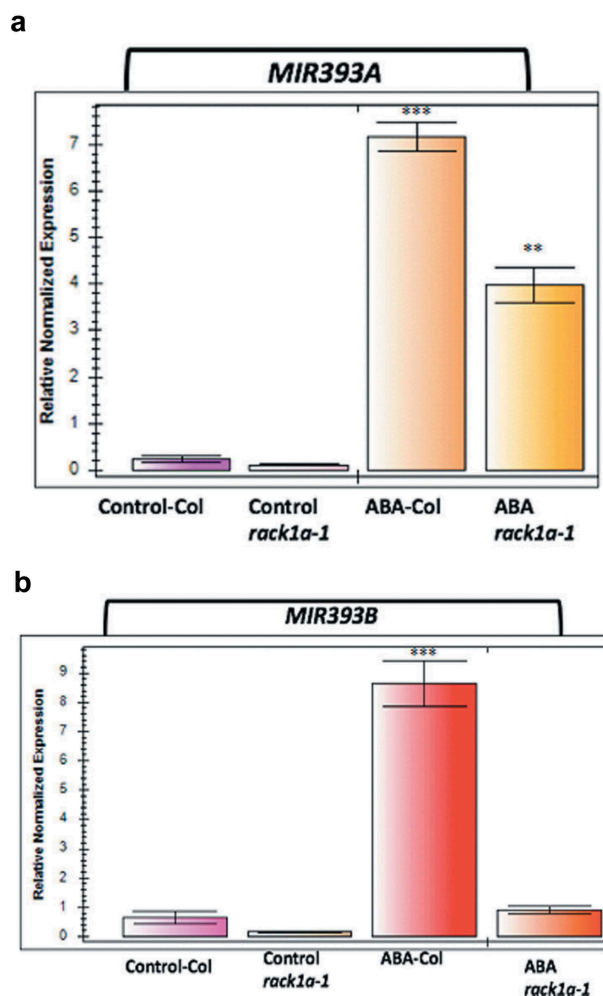 a
MIR393A
Relative Normalized Expression
7
6
5
4
3
2
1
0
***
**
Control-Col
Control
rack1a-1
ABA-Col
ABA
rack1a-1
b
MIR393B
Relative Normalized Expression
9
8
7
6
5
4
3
2
1
0
***
Control-Col
Control
rack1a-1
ABA-Col
ABA
rack1a-1